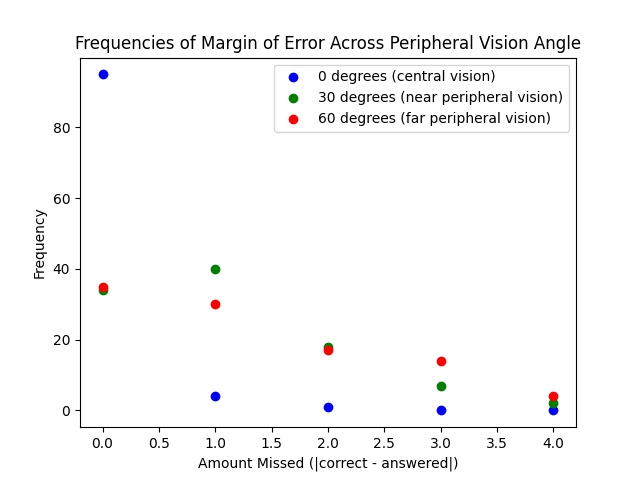 Frequencies of Margin of Error Across Peripheral Vision Angle
0 degrees (central vision)
30 degrees (near peripheral vision)
60 degrees (far peripheral vision)
80
60
40
20
0
Frequency
0.0 0.5 1.0 1.5 2.0 2.5 3.0 3.5 4.0
Amount Missed (|correct - answered|)